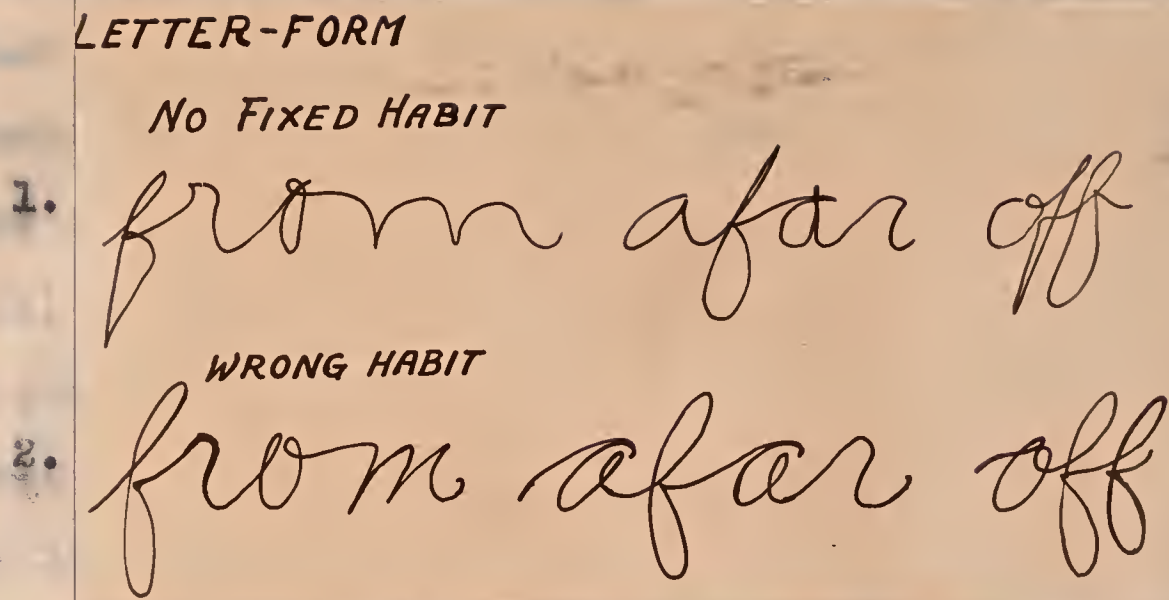 LETTER-FORM
NO FIXED HABIT
1. from afar off
WRONG HABIT
2. from afar off